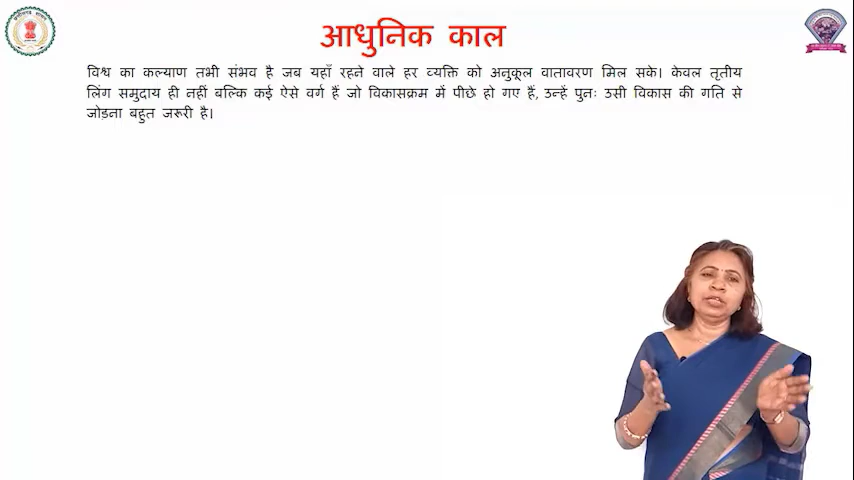 आधुनिक काल
विश्व का कल्याण तभी संभव है जब यहाँ रहने वाले हर व्यक्ति को अनुकूल वातावरण मिल सके। केवल तृतीय
लिंग समुदाय ही नहीं बल्कि कई ऐसे वर्ग हैं जो विकासक्रम में पीछे हो गए हैं, उन्हें पुनः उसी विकास की गति से
जोड़ना बहुत जरूरी है।